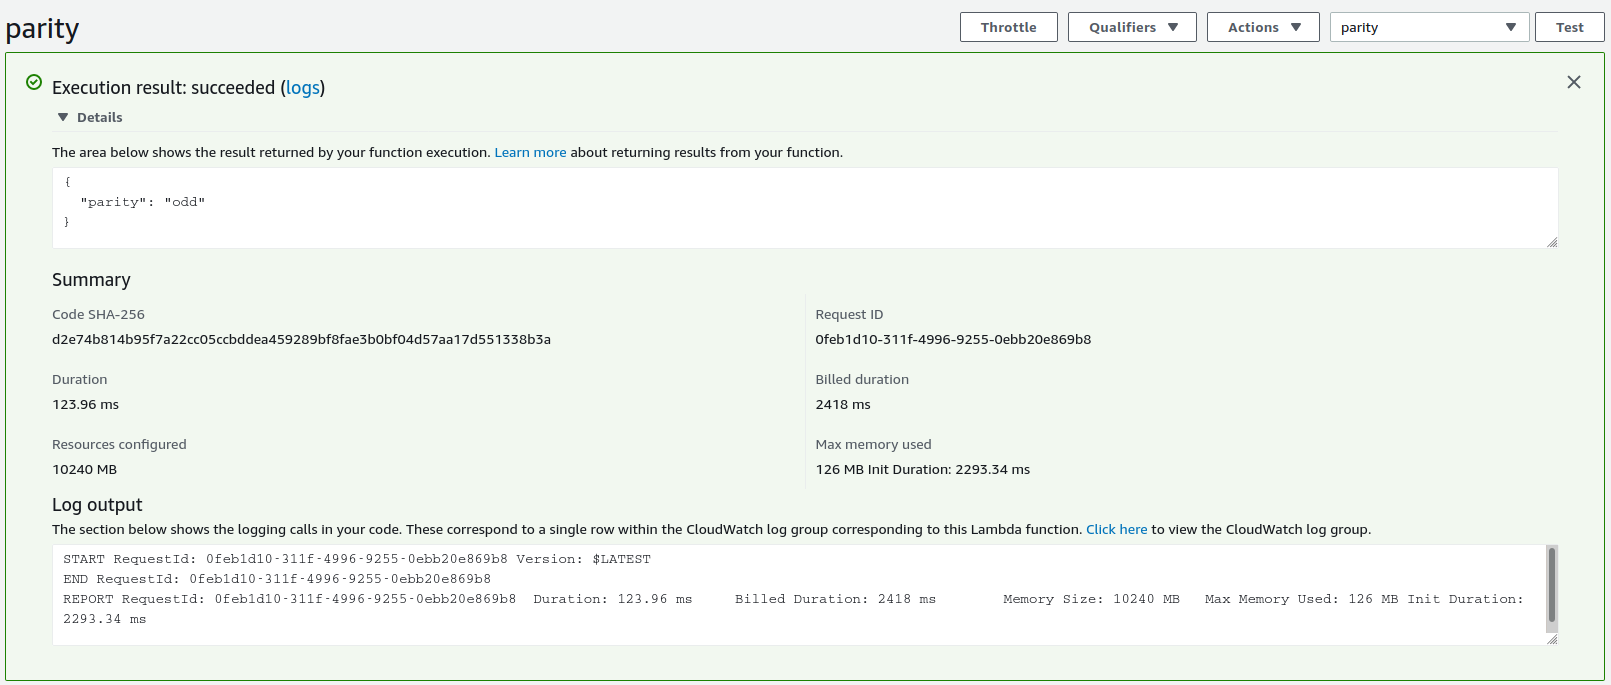 parity
Throttle Qualifiers Actions parity Test
Execution result: succeeded (logs)
Details
The area below shows the result returned by your function execution. Learn more about returning results from your function.
{
"parity": "odd"
}
Summary
Code SHA-256
d2e74b814b95f7a22cc05ccbddea459289bf8fae3b0bf04d57aa17d551338b3a
Request ID
0feb1d10-311f-4996-9255-0ebb20e869b8
Duration
123.96 ms
Billed duration
2418 ms
Resources configured
10240 MB
Max memory used
126 MB Init Duration: 2293.34 ms
Log output
The section below shows the logging calls in your code. These correspond to a single row within the CloudWatch log group corresponding to this Lambda function. Click here to view the CloudWatch log group.
START RequestId: 0feb1d10-311f-4996-9255-0ebb20e869b8 Version: $LATEST
END RequestId: 0feb1d10-311f-4996-9255-0ebb20e869b8
REPORT RequestId: 0feb1d10-311f-4996-9255-0ebb20e869b8 Duration: 123.96 ms Billed Duration: 2418 ms Memory Size: 10240 MB Max Memory Used: 126 MB Init Duration:
2293.34 ms